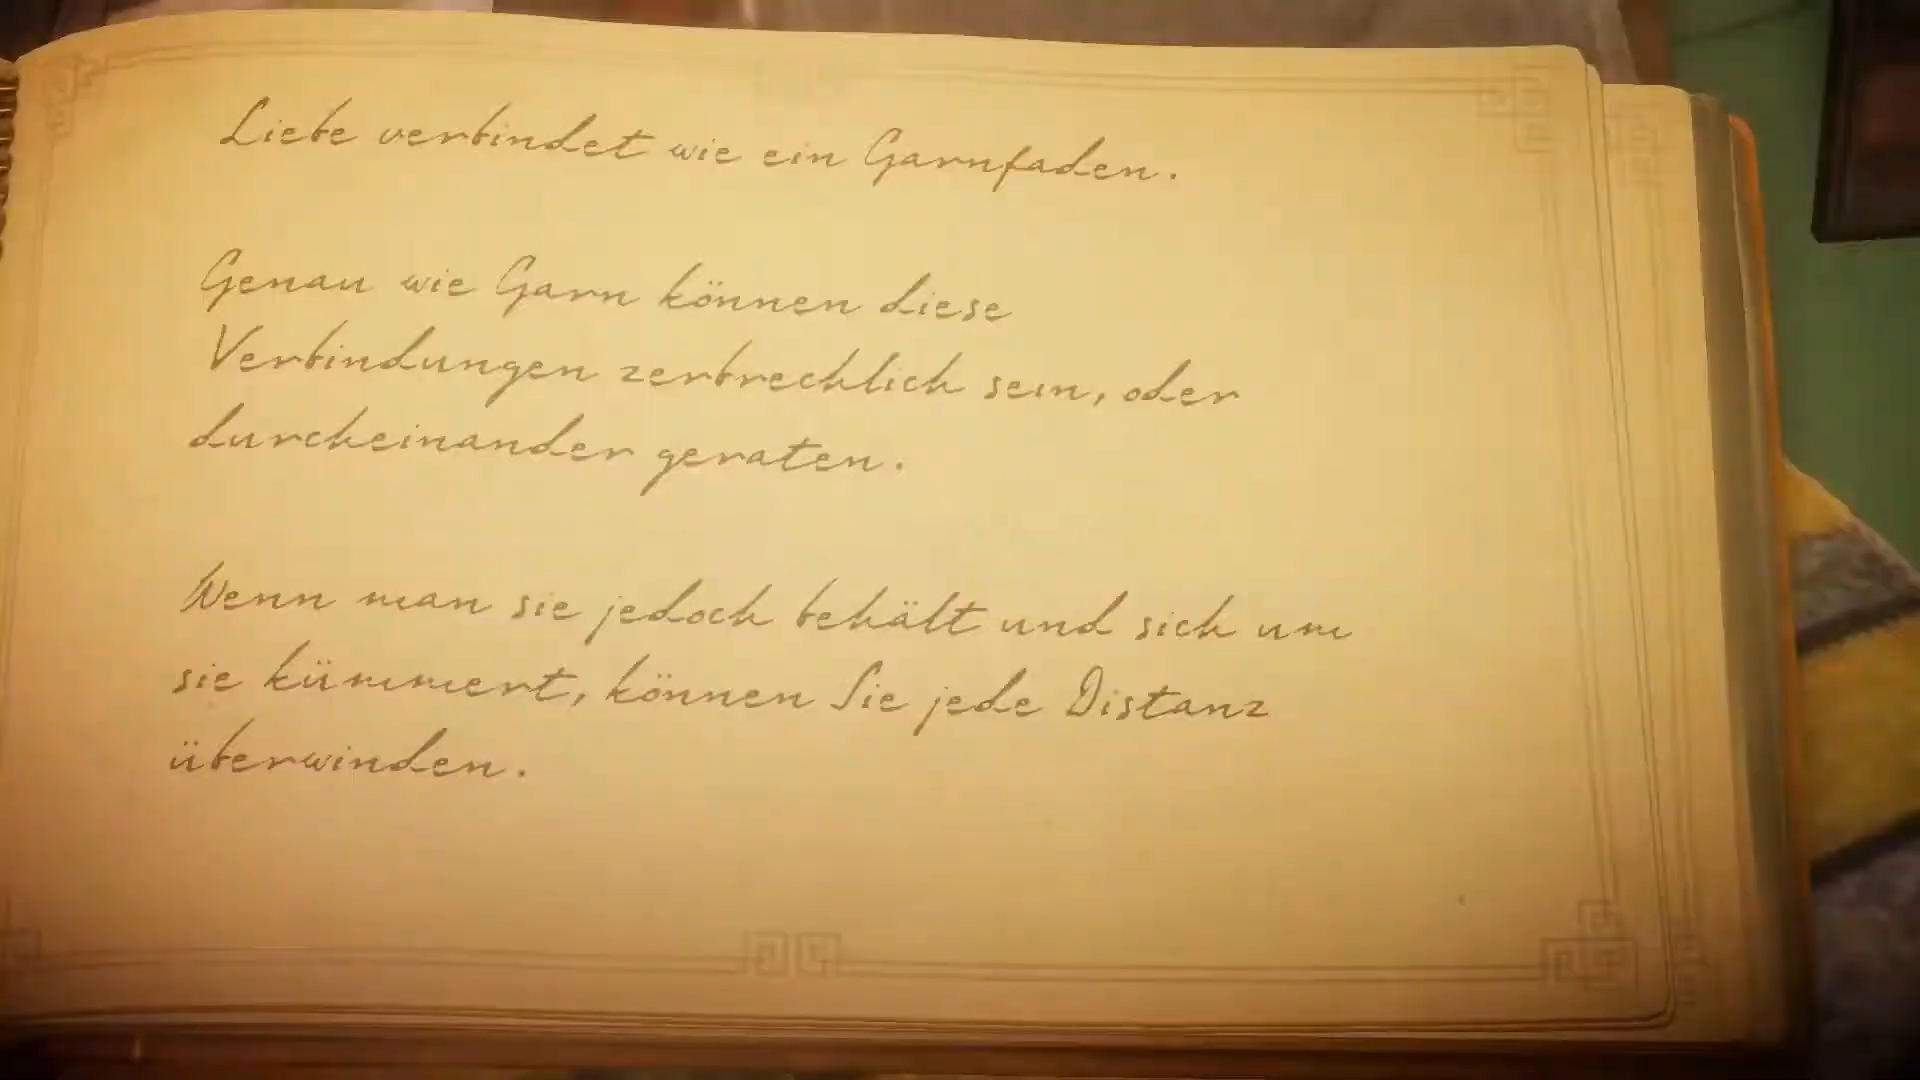 Liebe verbindet wie ein Garnfaden.
Genau wie Garn können diese
Verbindungen zerbrechlich sein, oder
durcheinander geraten.
Wenn man sie jedoch behält und sich um
sie kümmert, können Sie jede Distanz
überwinden.